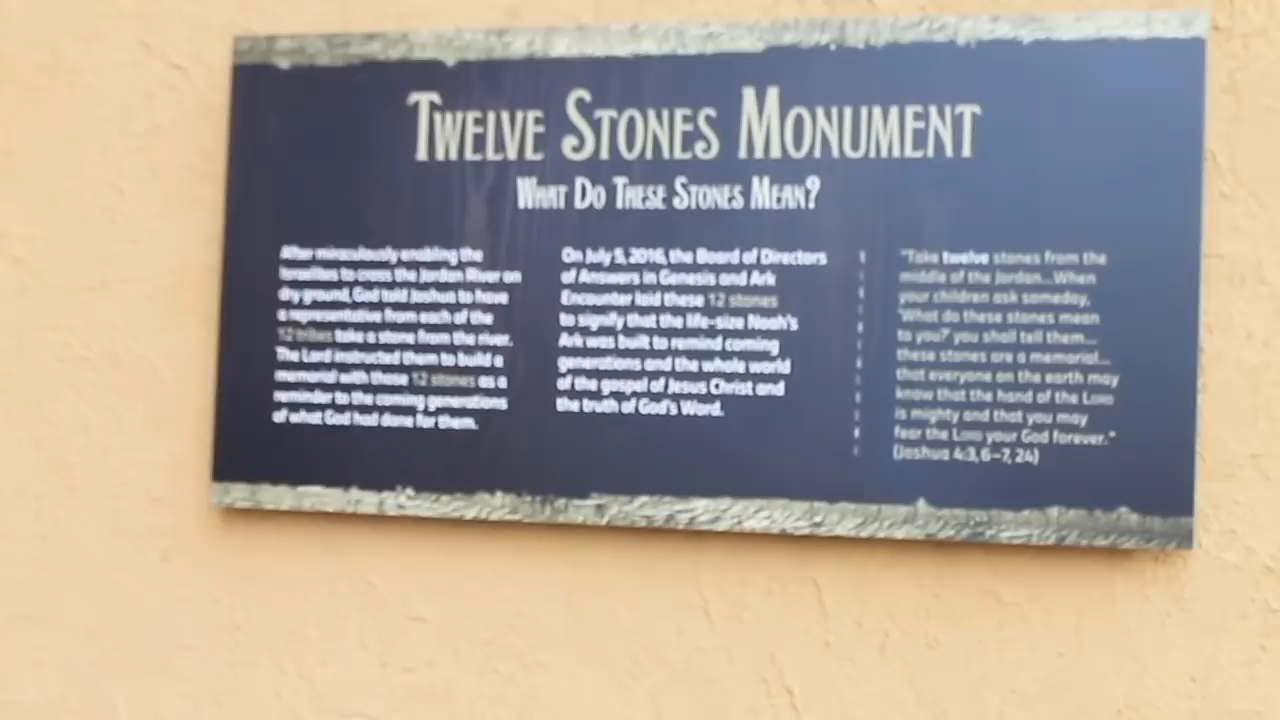 TWELVE STONES MONUMENT
WHAT DO THESE STONES MEAN?
After miraculously enabling the
Israelites to cross the Jordan River on
dry ground, God told Joshua to have
a representative from each of the
12 tribes take a stone from the river.
The Lord instructed them to build a
memorial with those 12 stones as a
reminder to the coming generations
of what God had done for them.
On July 5, 2016, the Board of Directors
of Answers in Genesis and Ark
Encounter laid these 12 stones
to signify that the life-size Noah's
Ark was built to remind coming
generations and the whole world
of the gospel of Jesus Christ and
the truth of God's Word.
"Take twelve stones from the
middle of the Jordan...When
your children ask someday,
'What do these stones mean
to you?' you shall tell them...
these stones are a memorial...
that everyone on the earth may
know that the hand of the LORD
is mighty and that you may
fear the LORD your God forever."
(Joshua 4:3, 6–7, 24)